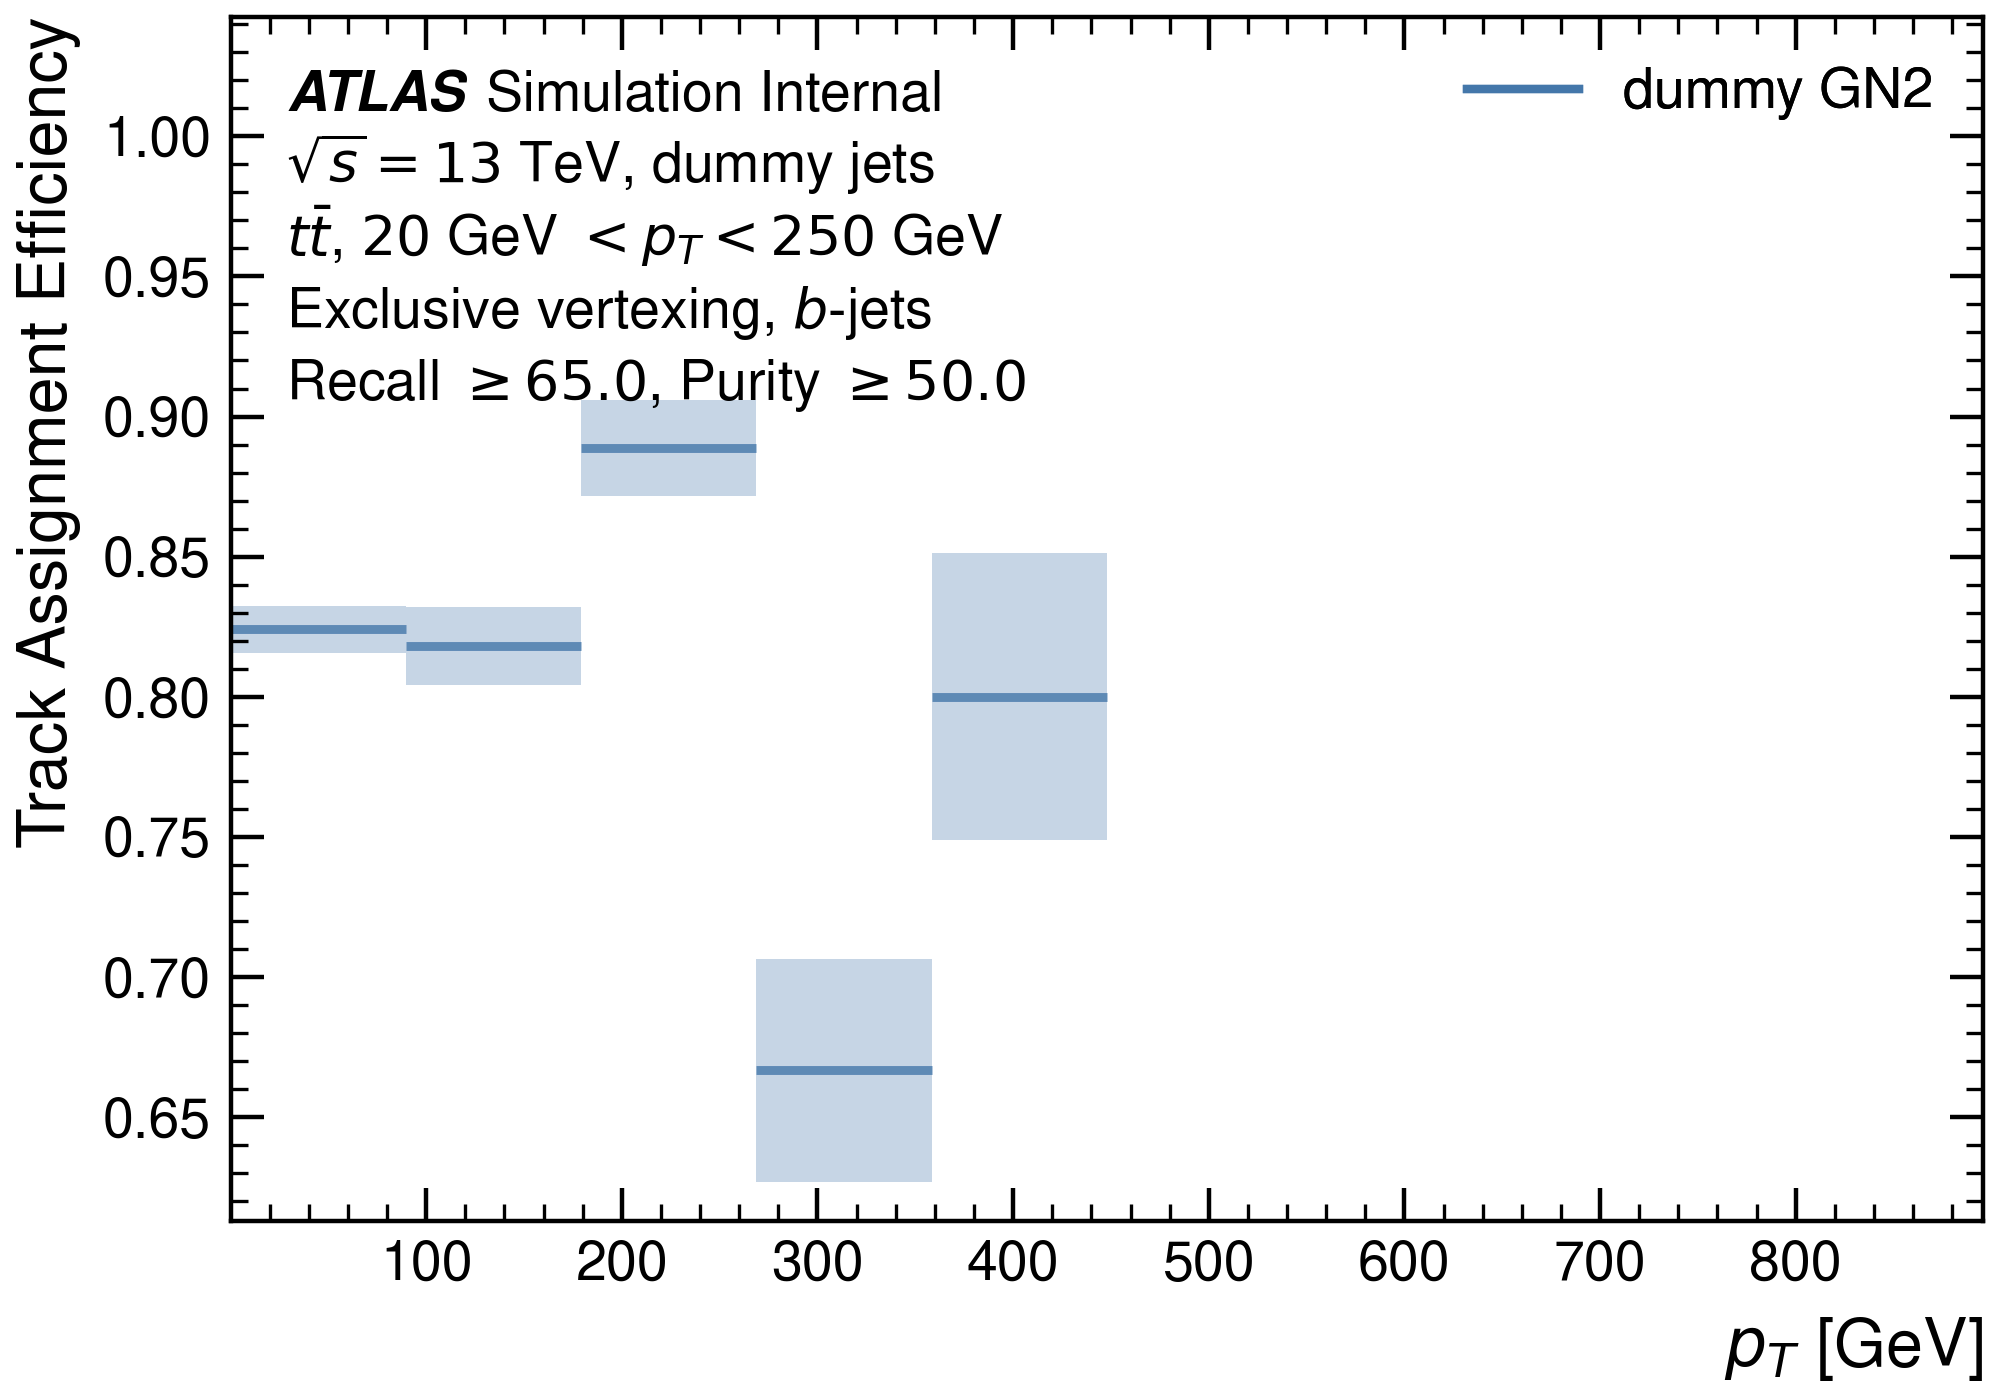 ATLAS Simulation Internal
√s = 13 TeV, dummy jets
tt̄, 20 GeV < p_T < 250 GeV
Exclusive vertexing, b-jets
Recall ≥ 65.0, Purity ≥ 50.0
dummy GN2
Track Assignment Efficiency
1.00
0.95
0.90
0.85
0.80
0.75
0.70
0.65
100 200 300 400 500 600 700 800
p_T [GeV]